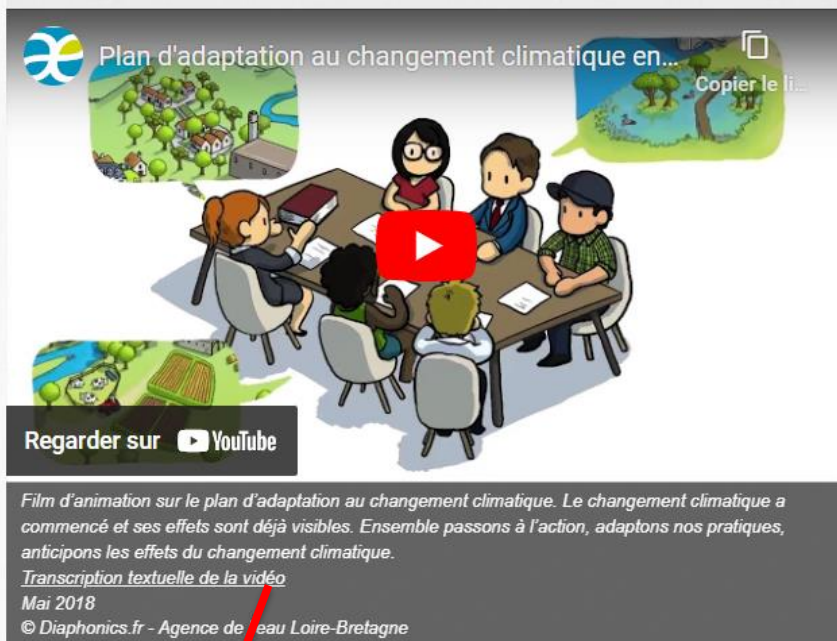 Plan d'adaptation au changement climatique en...
Copier le li...
Regarder sur YouTube
Film d'animation sur le plan d'adaptation au changement climatique. Le changement climatique a
commencé et ses effets sont déjà visibles. Ensemble passons à l'action, adaptons nos pratiques,
anticipons les effets du changement climatique.
Transcription textuelle de la vidéo
Mai 2018
© Diaphonics.fr - Agence de l'eau Loire-Bretagne